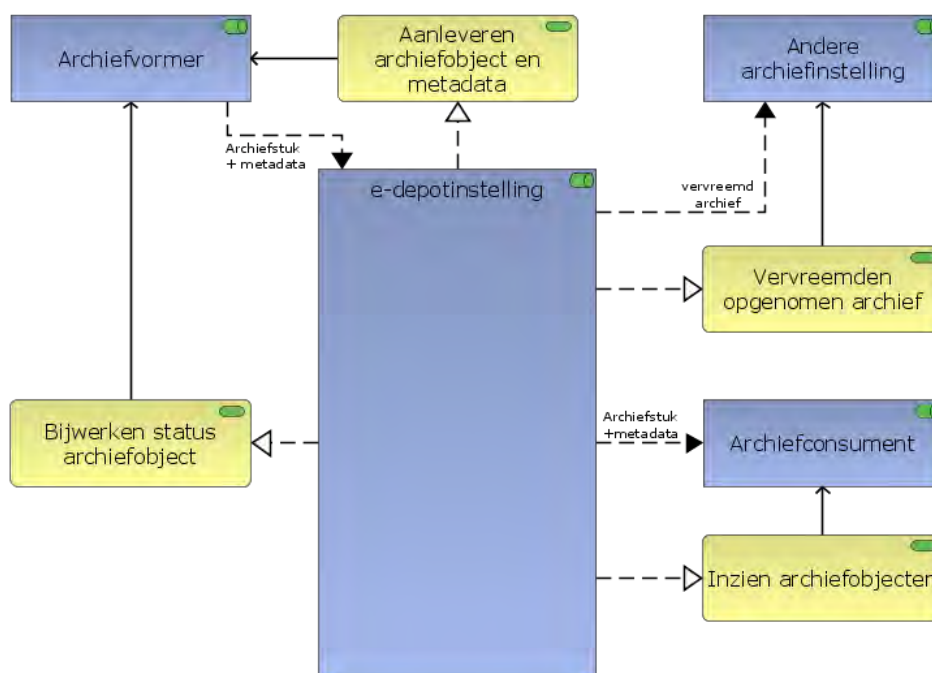 Archiefvormer
Aanleveren
archiefobject en
metadata
Andere
archiefinstelling
Archiefstuk
+ metadata
e-depotinstelling
vervreemd
archief
Vervreemden
opgenomen archief
Bijwerken status
archiefobject
Archiefstuk
+metadata
Archiefconsument
Inzien archiefobjecten